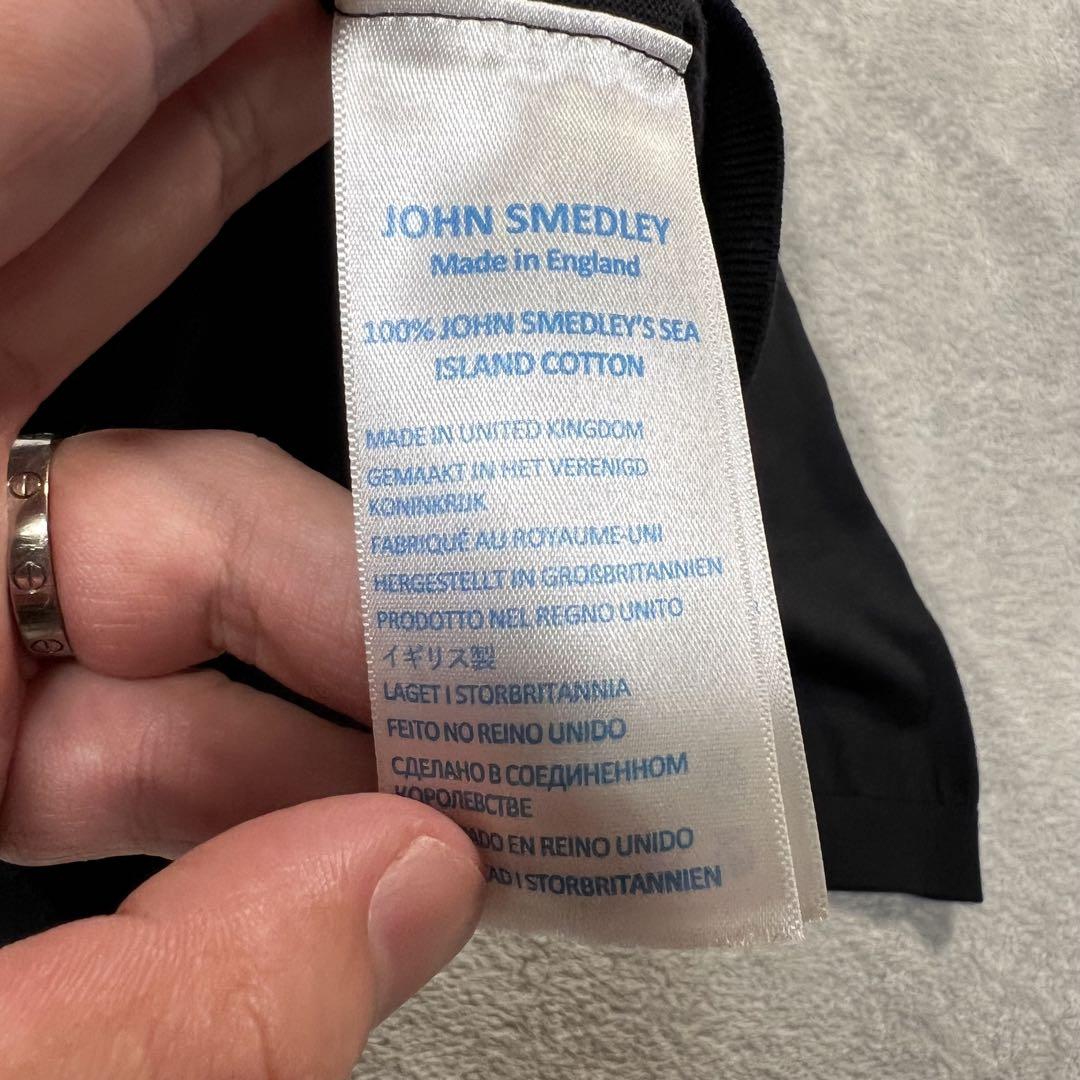 JOHN SMEDLEY
Made in England
100% JOHN SMEDLEY'S SEA
ISLAND COTTON
MADE IN UNITED KINGDOM
GEMAAKT IN HET VERENIGD
KONINKRIJK
FABRIQUÉ AU ROYAUME-UNI
HERGESTELLT IN GROßBRITANNIEN
PRODOTTO NEL REGNO UNITO
イギリス製
LAGET I STORBRITANNIA
FEITO NO REINO UNIDO
СДЕЛАНО В СОЕДИНЕННОМ
КОРОЛЕВСТВЕ
EN REINO UNIDO
I STORBRITANNIEN